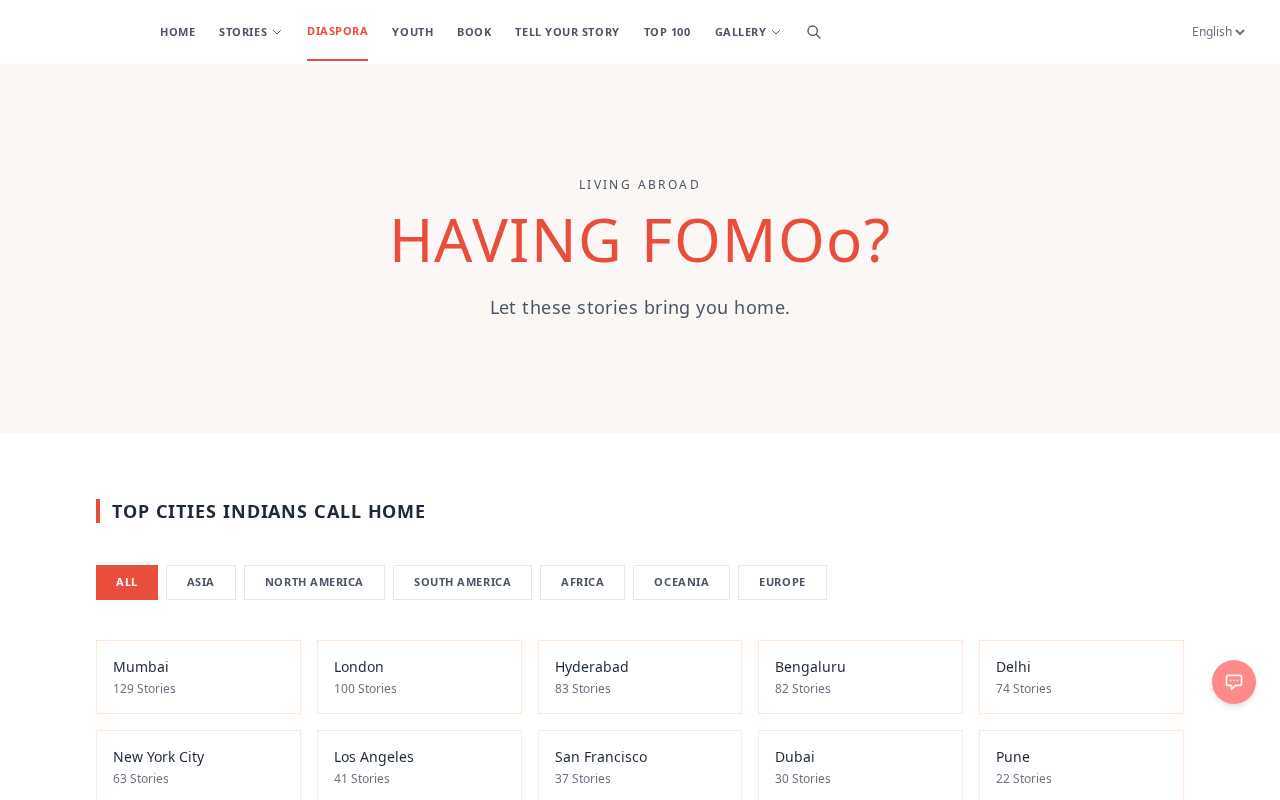 HOME STORIES DIASPORA YOUTH BOOK TELL YOUR STORY TOP 100 GALLERY English
LIVING ABROAD
HAVING FOMOo?
Let these stories bring you home.
TOP CITIES INDIANS CALL HOME
ALL ASIA NORTH AMERICA SOUTH AMERICA AFRICA OCEANIA EUROPE
Mumbai London Hyderabad Bengaluru Delhi
129 Stories 100 Stories 83 Stories 82 Stories 74 Stories
New York City Los Angeles San Francisco Dubai Pune
63 Stories 41 Stories 37 Stories 30 Stories 22 Stories